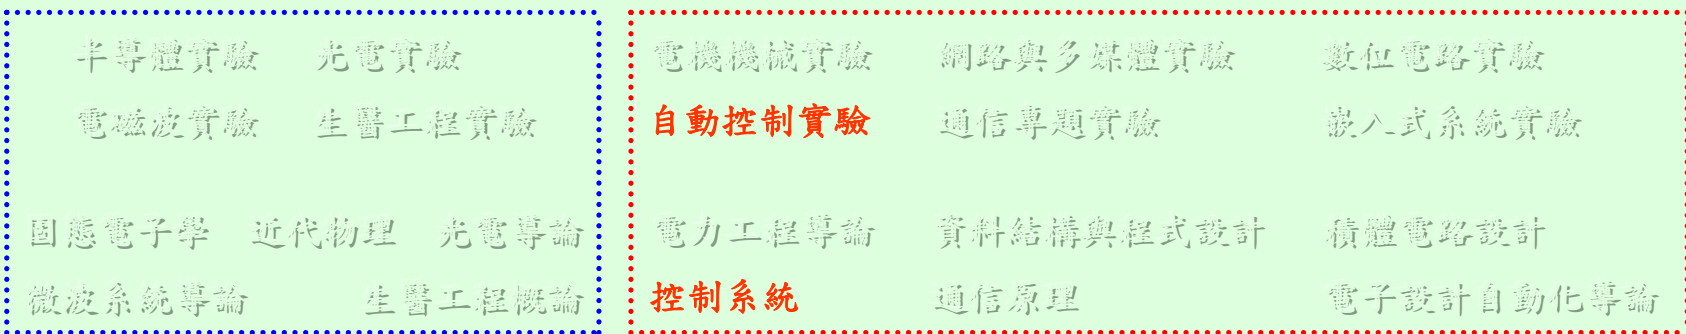 半導體實驗 光電實驗 電機機械實驗 網路與多媒體實驗 數位電路實驗
電磁波實驗 生醫工程實驗 自動控制實驗 通信專題實驗 嵌入式系統實驗
固態電子學 近代物理 光電導論 電力工程導論 資料結構與程式設計 積體電路設計
微波系統導論 生醫工程概論 控制系統 通信原理 電子設計自動化導論